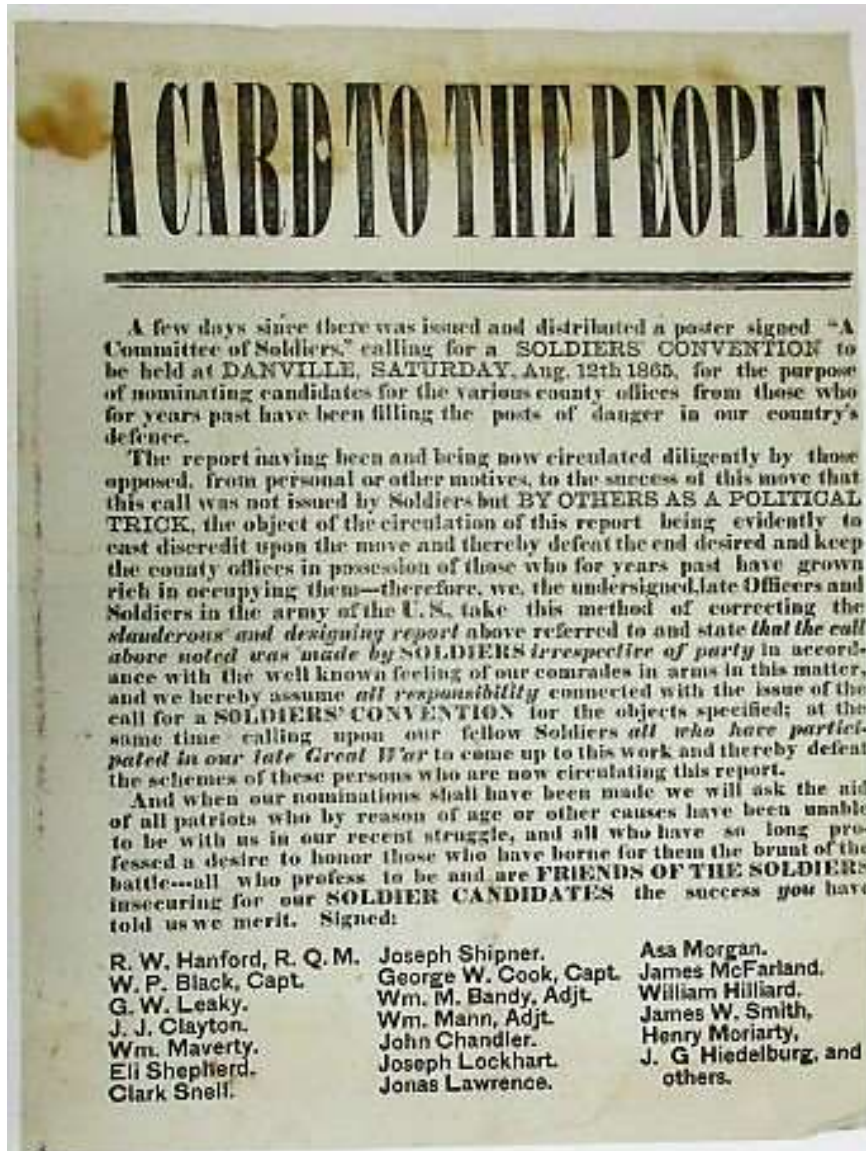 A CARD TO THE PEOPLE.
A few days since there was issued and distributed a poster signed "A
Committee of Soldiers," calling for a SOLDIERS CONVENTION to
be held at DANVILLE, SATURDAY, Aug. 12th 1865, for the purpose
of nominating candidates for the various county offices from those who
for years past have been filling the posts of danger in our country's
defence.
The report having been and being now circulated diligently by those
opposed, from personal or other motives, to the success of this move that
this call was not issued by Soldiers but BY OTHERS AS A POLITICAL
TRICK, the object of the circulation of this report being evidently to
cast discredit upon the move and thereby defeat the end desired and keep
the county offices in possession of those who for years past have grown
rich in occupying them—therefore, we, the undersigned, late Officers and
Soldiers in the army of the U. S., take this method of correcting the
slanderous and designing report above referred to and state that the call
above noted was made by SOLDIERS irrespective of party in accord-
ance with the well known feeling of our comrades in arms in this matter,
and we hereby assume all responsibility connected with the issue of the
call for a SOLDIERS' CONVENTION for the objects specified; at the
same time calling upon our fellow Soldiers all who have partici-
pated in our late Great War to come up to this work and thereby defeat
the schemes of these persons who are now circulating this report.
And when our nominations shall have been made we will ask the aid
of all patriots who by reason of age or other causes have been unable
to be with us in our recent struggle, and all who have so long pro-
fessed a desire to honor those who have borne for them the brunt of the
battle---all who profess to be and are FRIENDS OF THE SOLDIERS
insecuring for our SOLDIER CANDIDATES the success you have
told us we merit. Signed:
R. W. Hanford, R. Q. M.
W. P. Black, Capt.
G. W. Leaky.
J. J. Clayton.
Wm. Maverty.
Eli Shepherd.
Clark Snell.
Joseph Shipner.
George W. Cook, Capt.
Wm. M. Bandy, Adjt.
Wm. Mann, Adjt.
John Chandler.
Joseph Lockhart.
Jonas Lawrence.
Asa Morgan.
James McFarland.
William Hilliard.
James W. Smith,
Henry Moriarty,
J. G Hiedelburg, and
others.